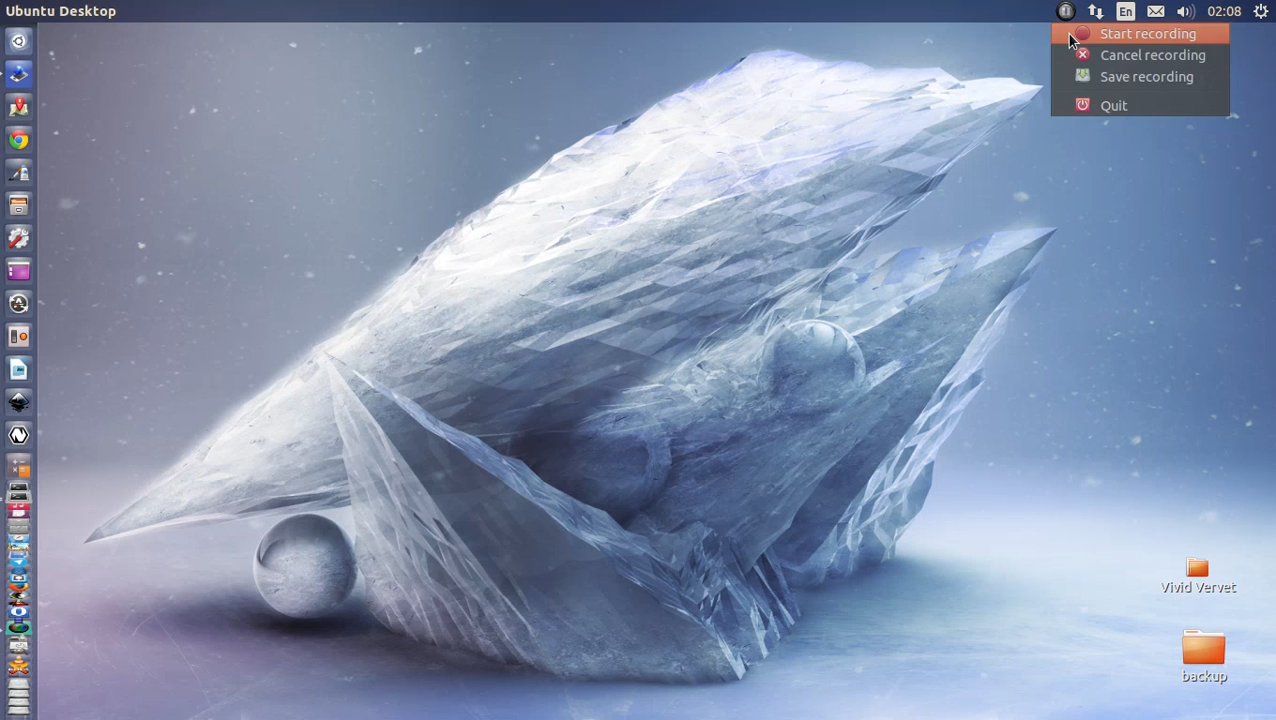 Ubuntu Desktop
En
02:08
Start recording
Cancel recording
Save recording
Quit
Vivid Vervet
backup